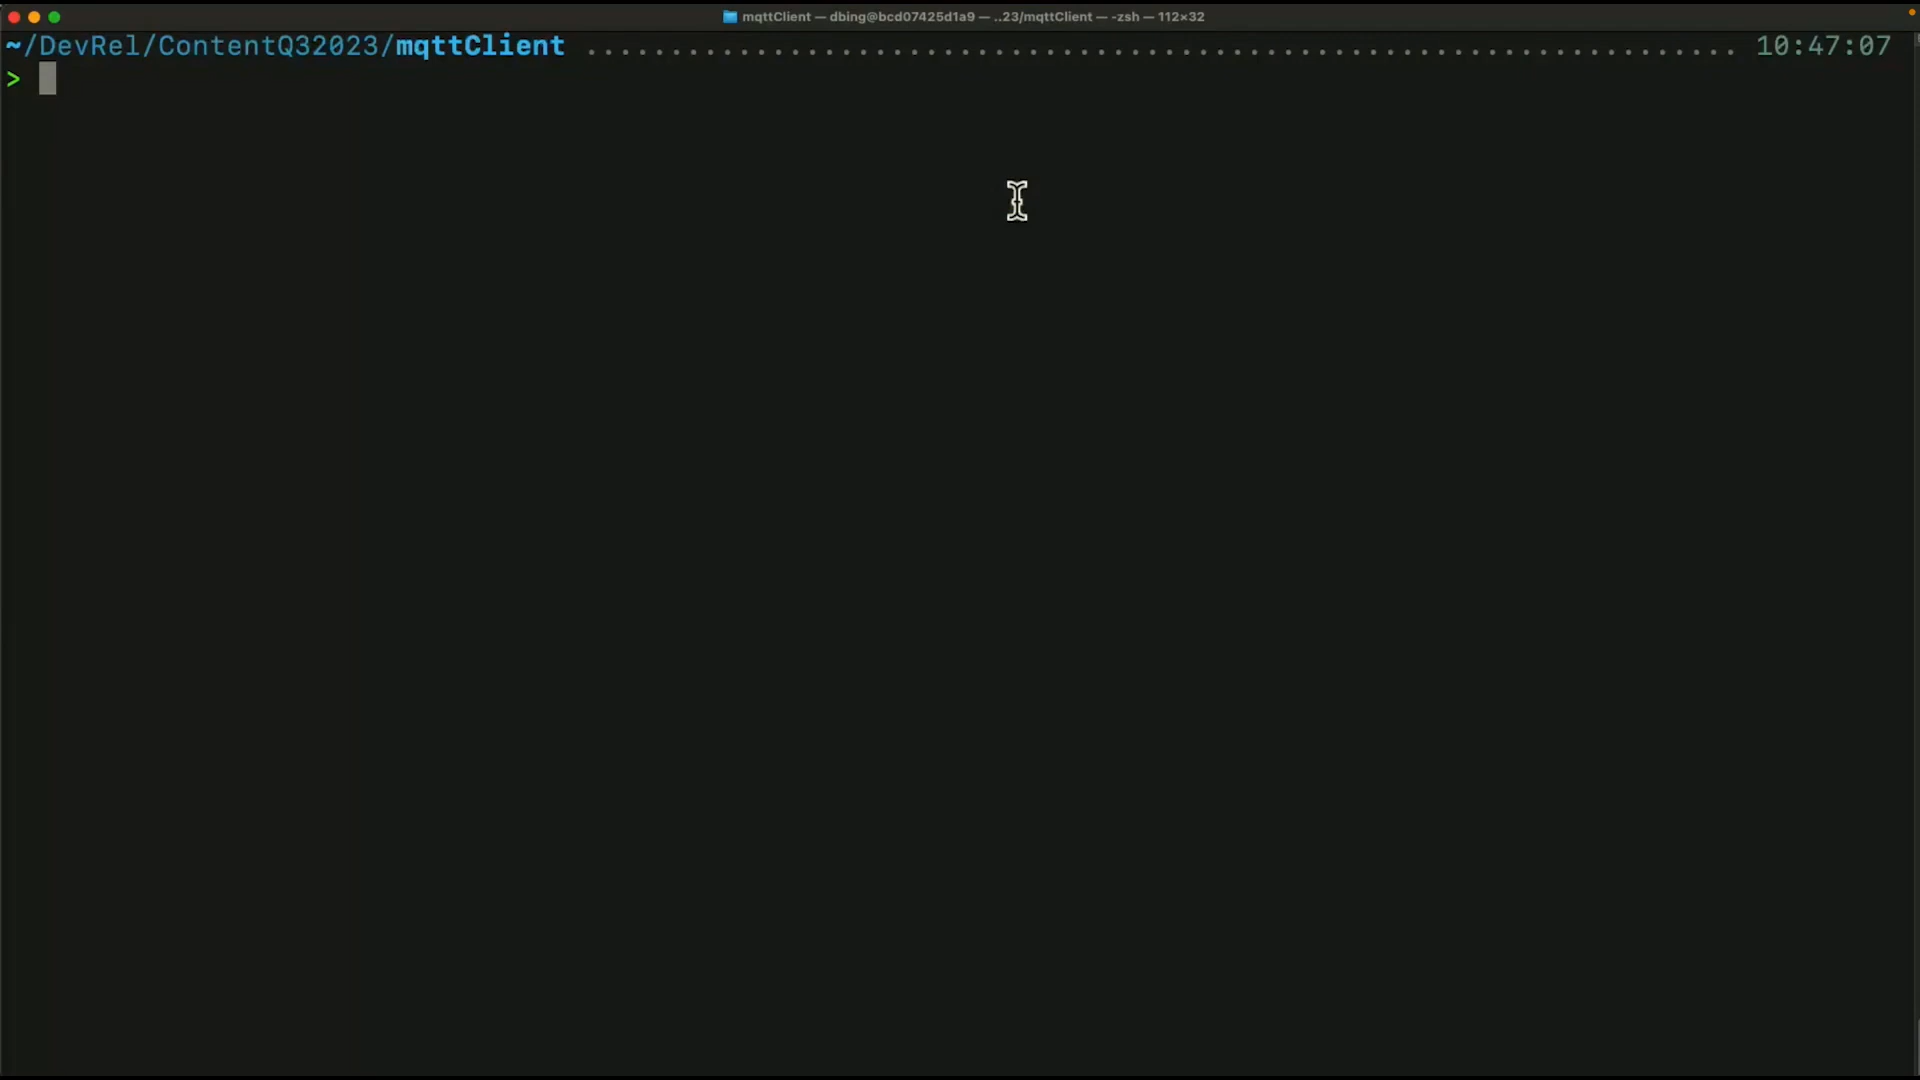 mqttClient — dbing@bcd07425d1a9 — ..23/mqttClient — -zsh — 112×32
~/DevRel/ContentQ32023/mqttClient ···································································· 10:47:07
>